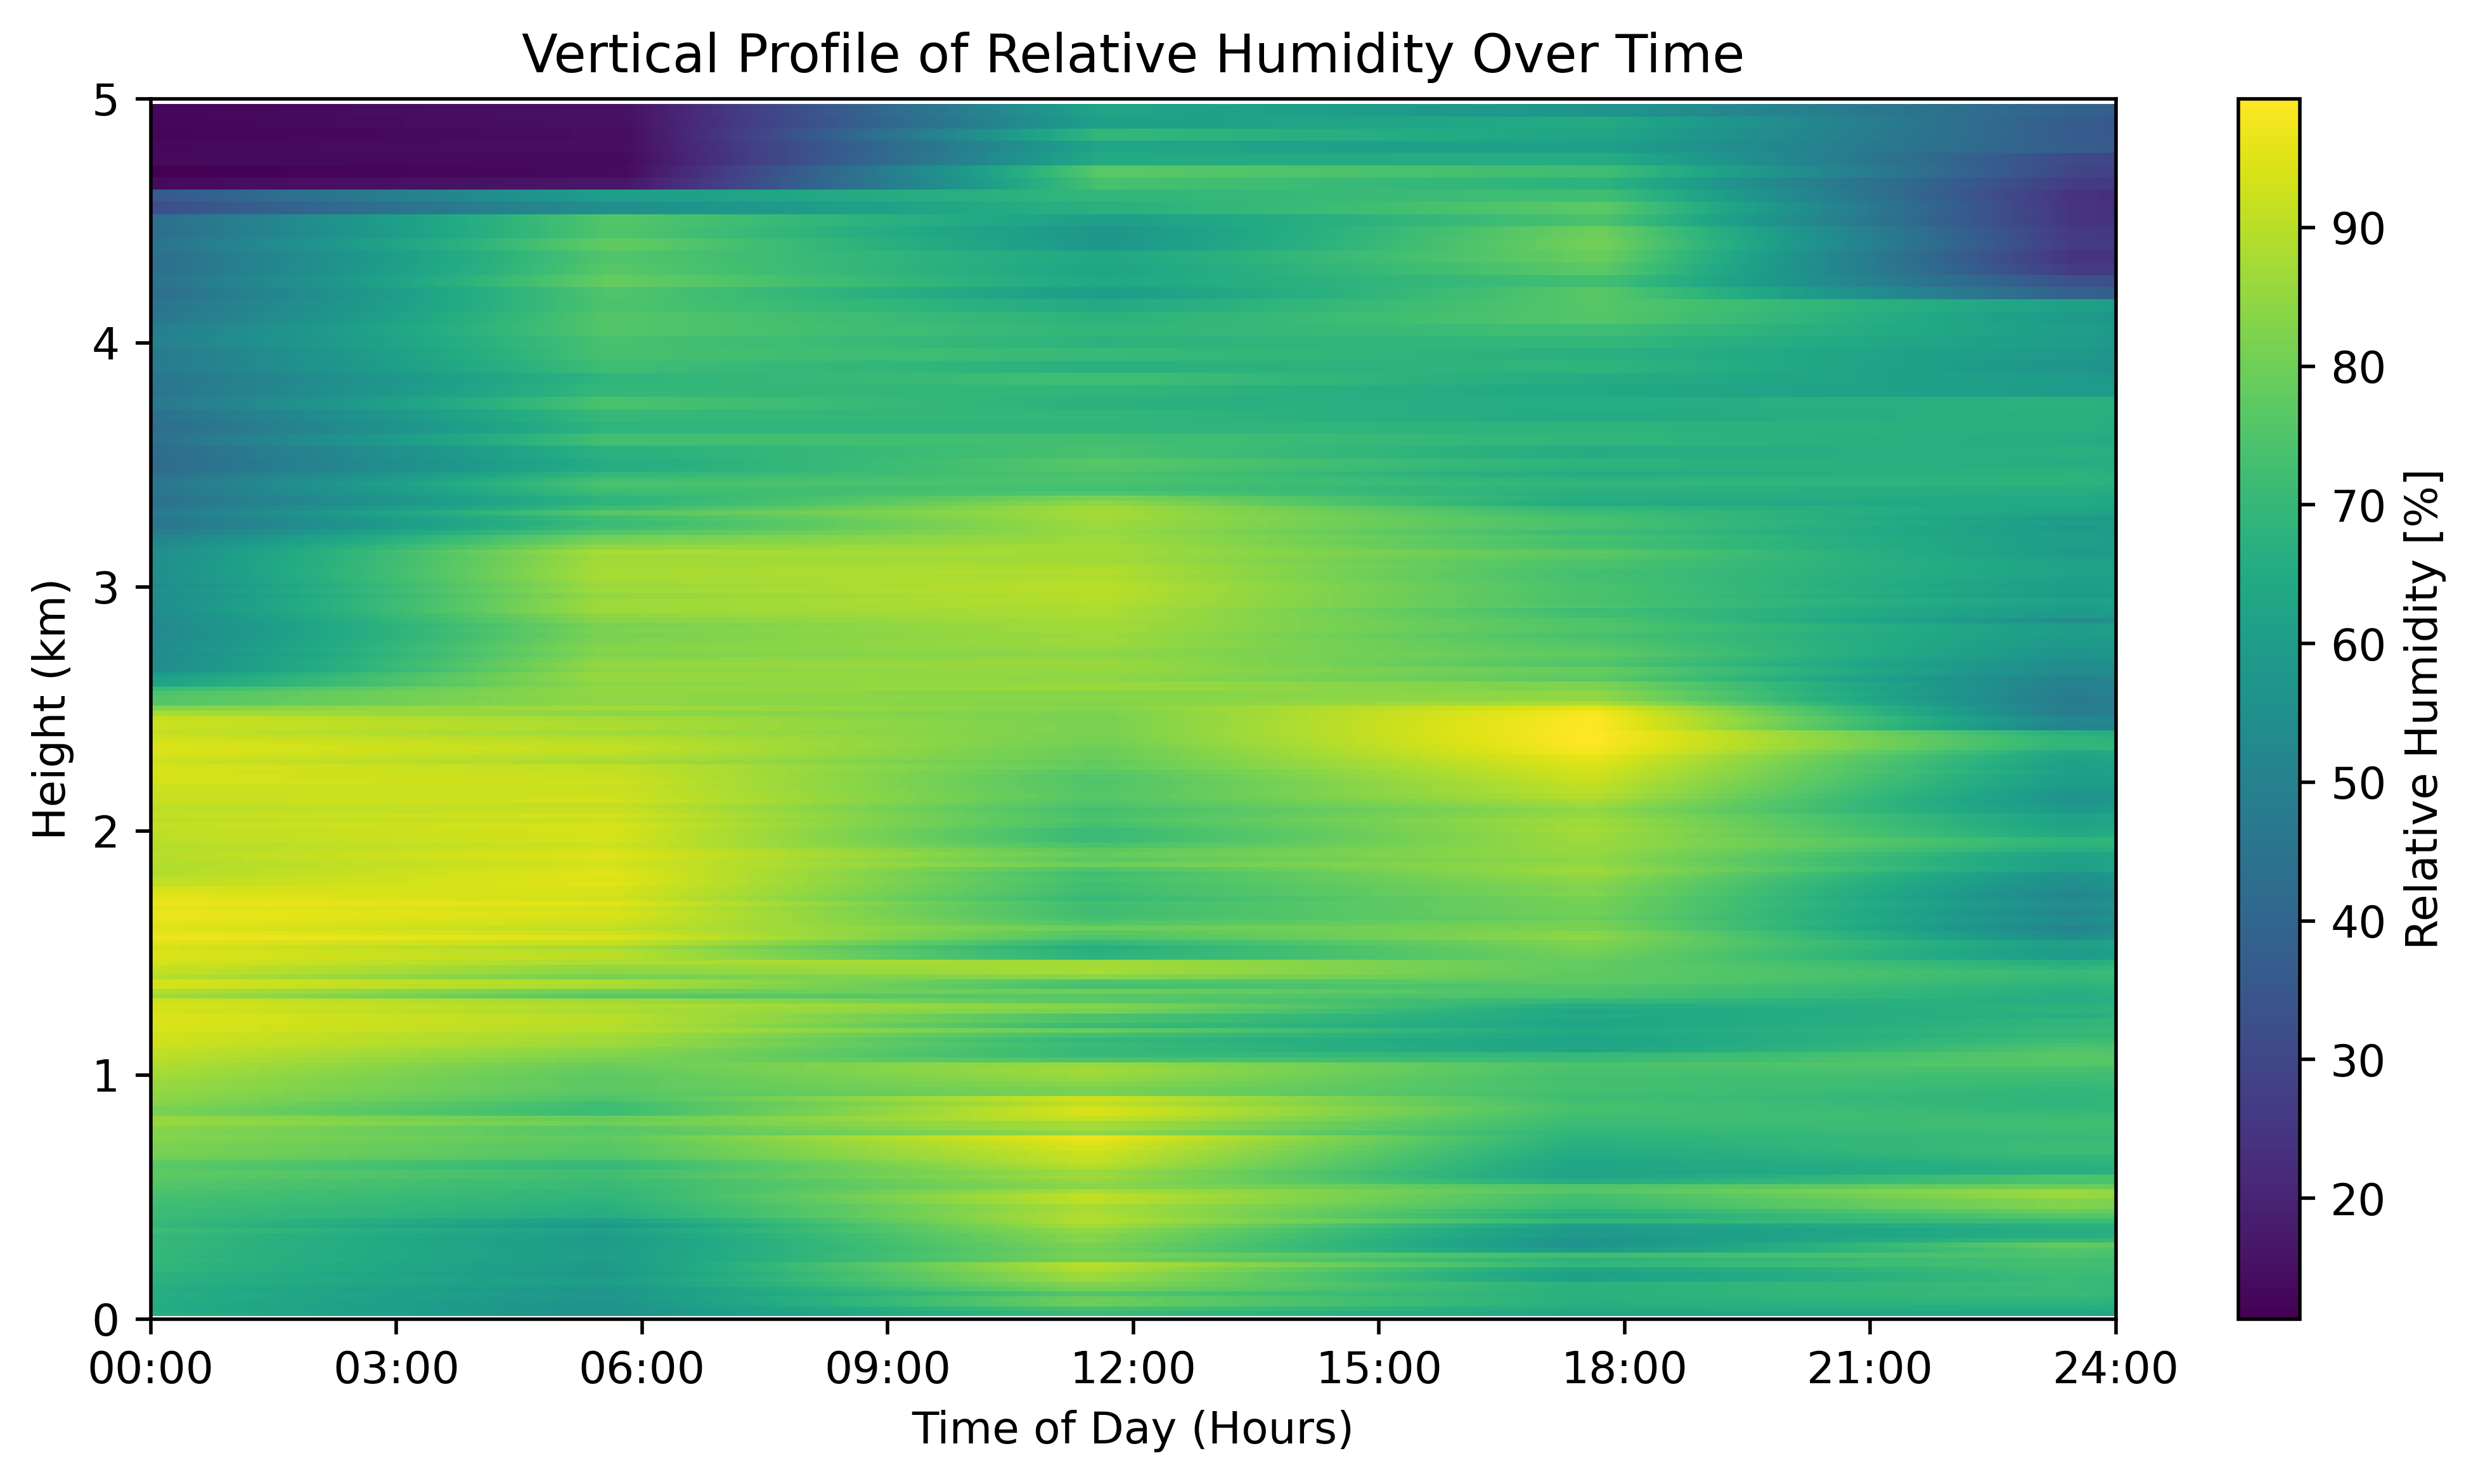 Vertical Profile of Relative Humidity Over Time
5
4
3
2
1
0
Height (km)
00:00 03:00 06:00 09:00 12:00 15:00 18:00 21:00 24:00
Time of Day (Hours)
90
80
70
60
50
40
30
20
Relative Humidity [%]